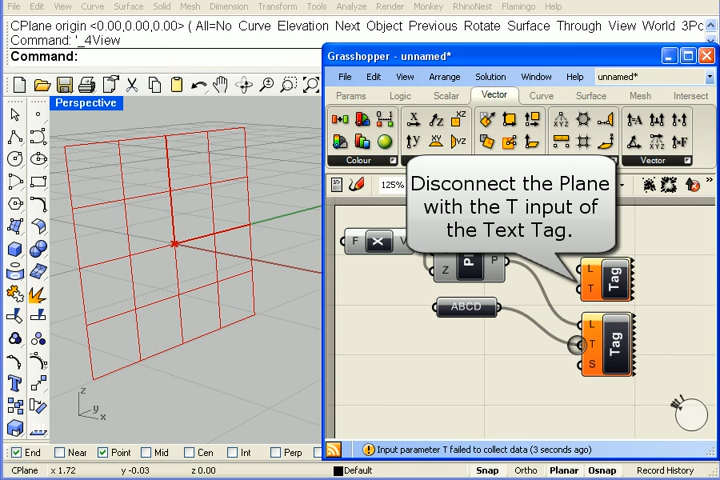 Edit View Curve Surface Solid Mesh Dimension Transform Tools Analyze Render Monkey RhinoScript Panels Help
CPlane origin <0.00,0.00,0.00> ( All=No Curve Elevation Next Object Previous Rotate Surface Through View World 3Po
Command: '_4View
Command:
Perspective
z
y
x
Grasshopper - unnamed*
File Edit View Arrange Solution Window Help unnamed*
Params Logic Scalar Vector Curve Surface Mesh Intersect
Colour
Vector
125%
Disconnect the Plane
with the T input of
the Text Tag.
F X V
Z Pl P
ABCD
L
T
Tag
L
T
S
Tag
Input parameter T failed to collect data (3 seconds ago)
End Near Point Mid Cen Int Perp
CPlane x 1.72 y -0.03 z 0.00 Default Snap Ortho Planar Osnap Record History